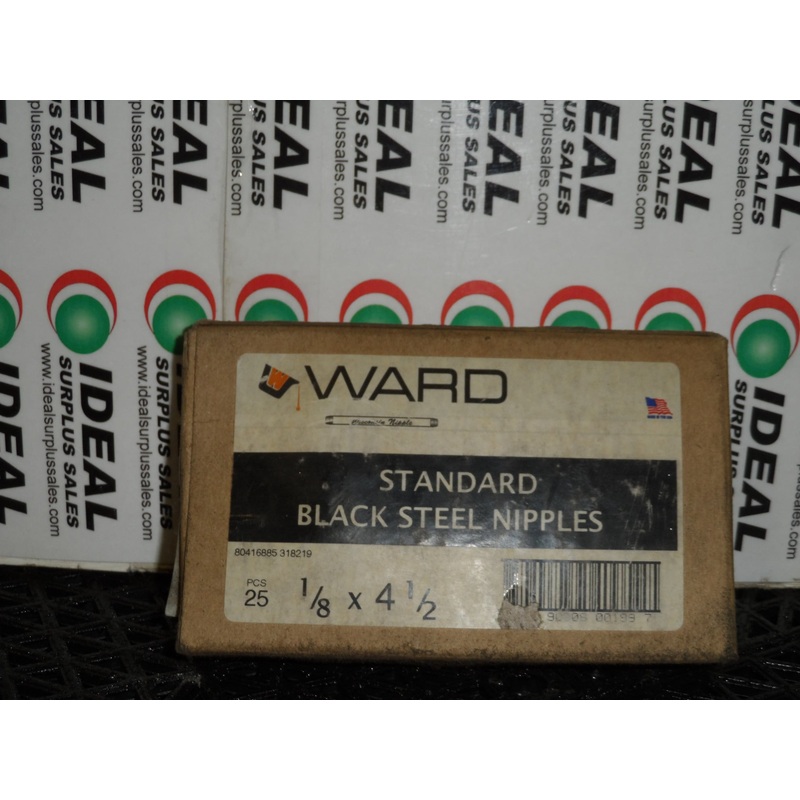 WARD
Nipple
STANDARD
BLACK STEEL NIPPLES
80416885 318219
PCS
25
1/8 x 4 1/2
IDEAL
SURPLUS SALES
www.idealsurplussales.com